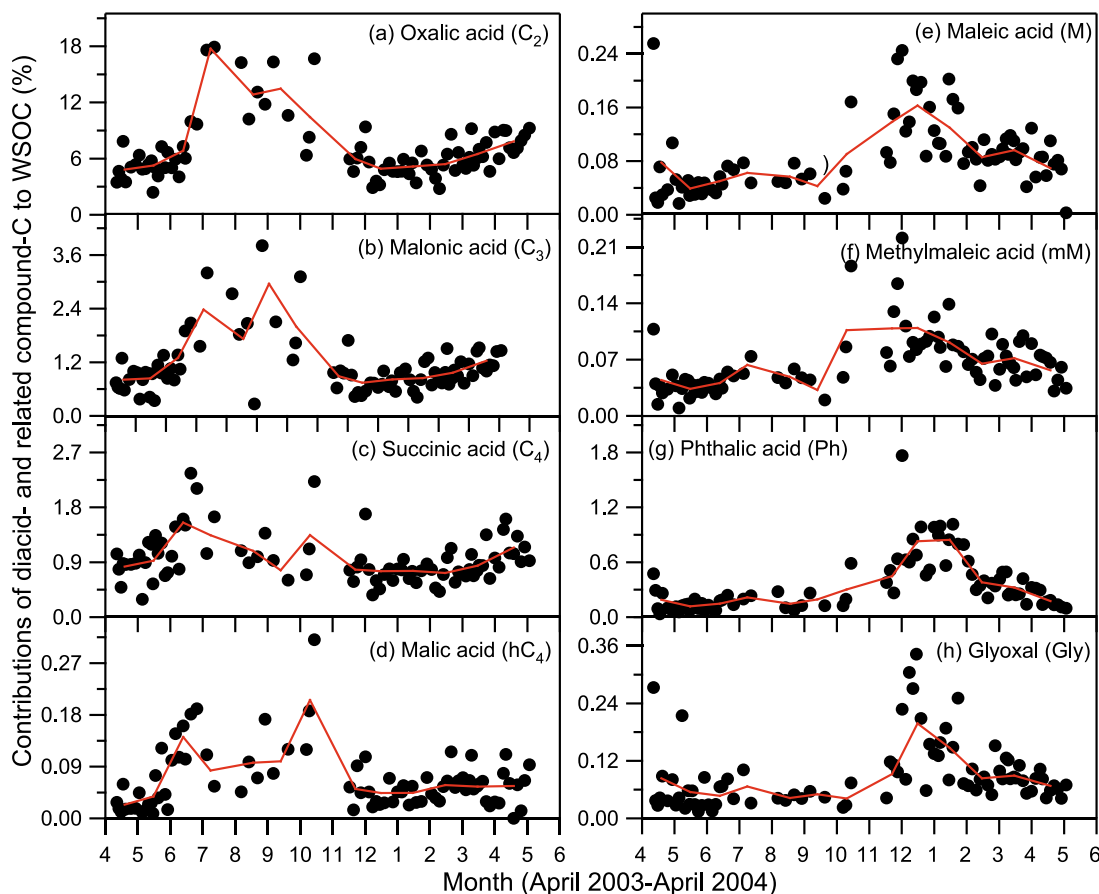 Contributions of diacid- and related compound-C to WSOC (%)
(a) Oxalic acid (C2)
18
12
6
0
(b) Malonic acid (C3)
3.6
2.4
1.2
0.0
(c) Succinic acid (C4)
2.7
1.8
0.9
0.0
(d) Malic acid (hC4)
0.27
0.18
0.09
0.00
4 5 6 7 8 9 10 11 12 1 2 3 4 5 6
(e) Maleic acid (M)
0.24
0.16
)
0.08
0.00
(f) Methylmaleic acid (mM)
0.21
0.14
0.07
0.00
(g) Phthalic acid (Ph)
1.8
1.2
0.6
0.0
(h) Glyoxal (Gly)
0.36
0.24
0.12
0.00
4 5 6 7 8 9 10 11 12 1 2 3 4 5 6
Month (April 2003-April 2004)